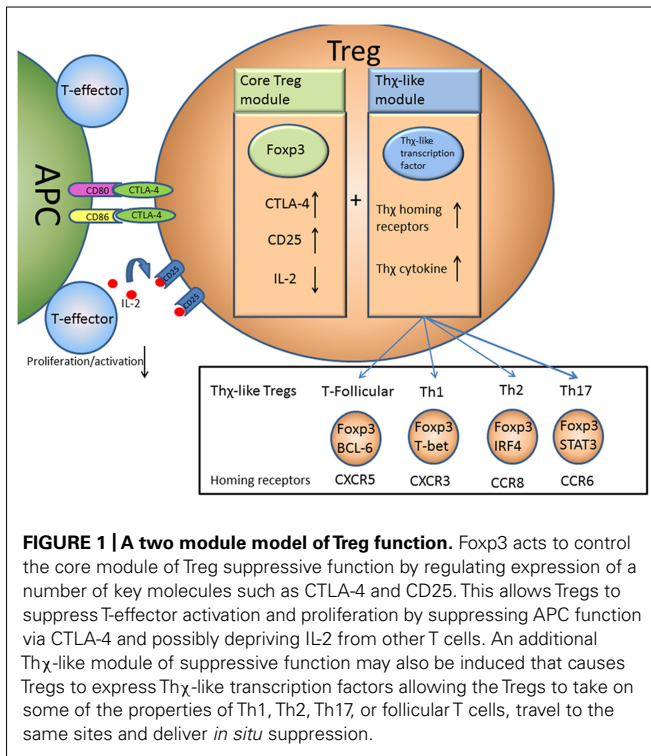 Treg
T-effector
APC
CD80
CTLA-4
CD86
CTLA-4
IL-2
CD25
CD25
T-effector
Proliferation/activation
Core Treg
module
Foxp3
CTLA-4
CD25
IL-2
+
Thχ-like
module
Thχ-like
transcription
factor
Thχ homing
receptors
Thχ cytokine
Thχ-like Tregs T-Follicular Th1 Th2 Th17
Foxp3 Foxp3 Foxp3 Foxp3
BCL-6 T-bet IRF4 STAT3
Homing receptors CXCR5 CXCR3 CCR8 CCR6
FIGURE 1 | A two module model of Treg function. Foxp3 acts to control
the core module of Treg suppressive function by regulating expression of a
number of key molecules such as CTLA-4 and CD25. This allows Tregs to
suppress T-effector activation and proliferation by suppressing APC function
via CTLA-4 and possibly depriving IL-2 from other T cells. An additional
Thχ-like module of suppressive function may also be induced that causes
Tregs to express Thχ-like transcription factors allowing the Tregs to take on
some of the properties of Th1, Th2, Th17, or follicular T cells, travel to the
same sites and deliver in situ suppression.